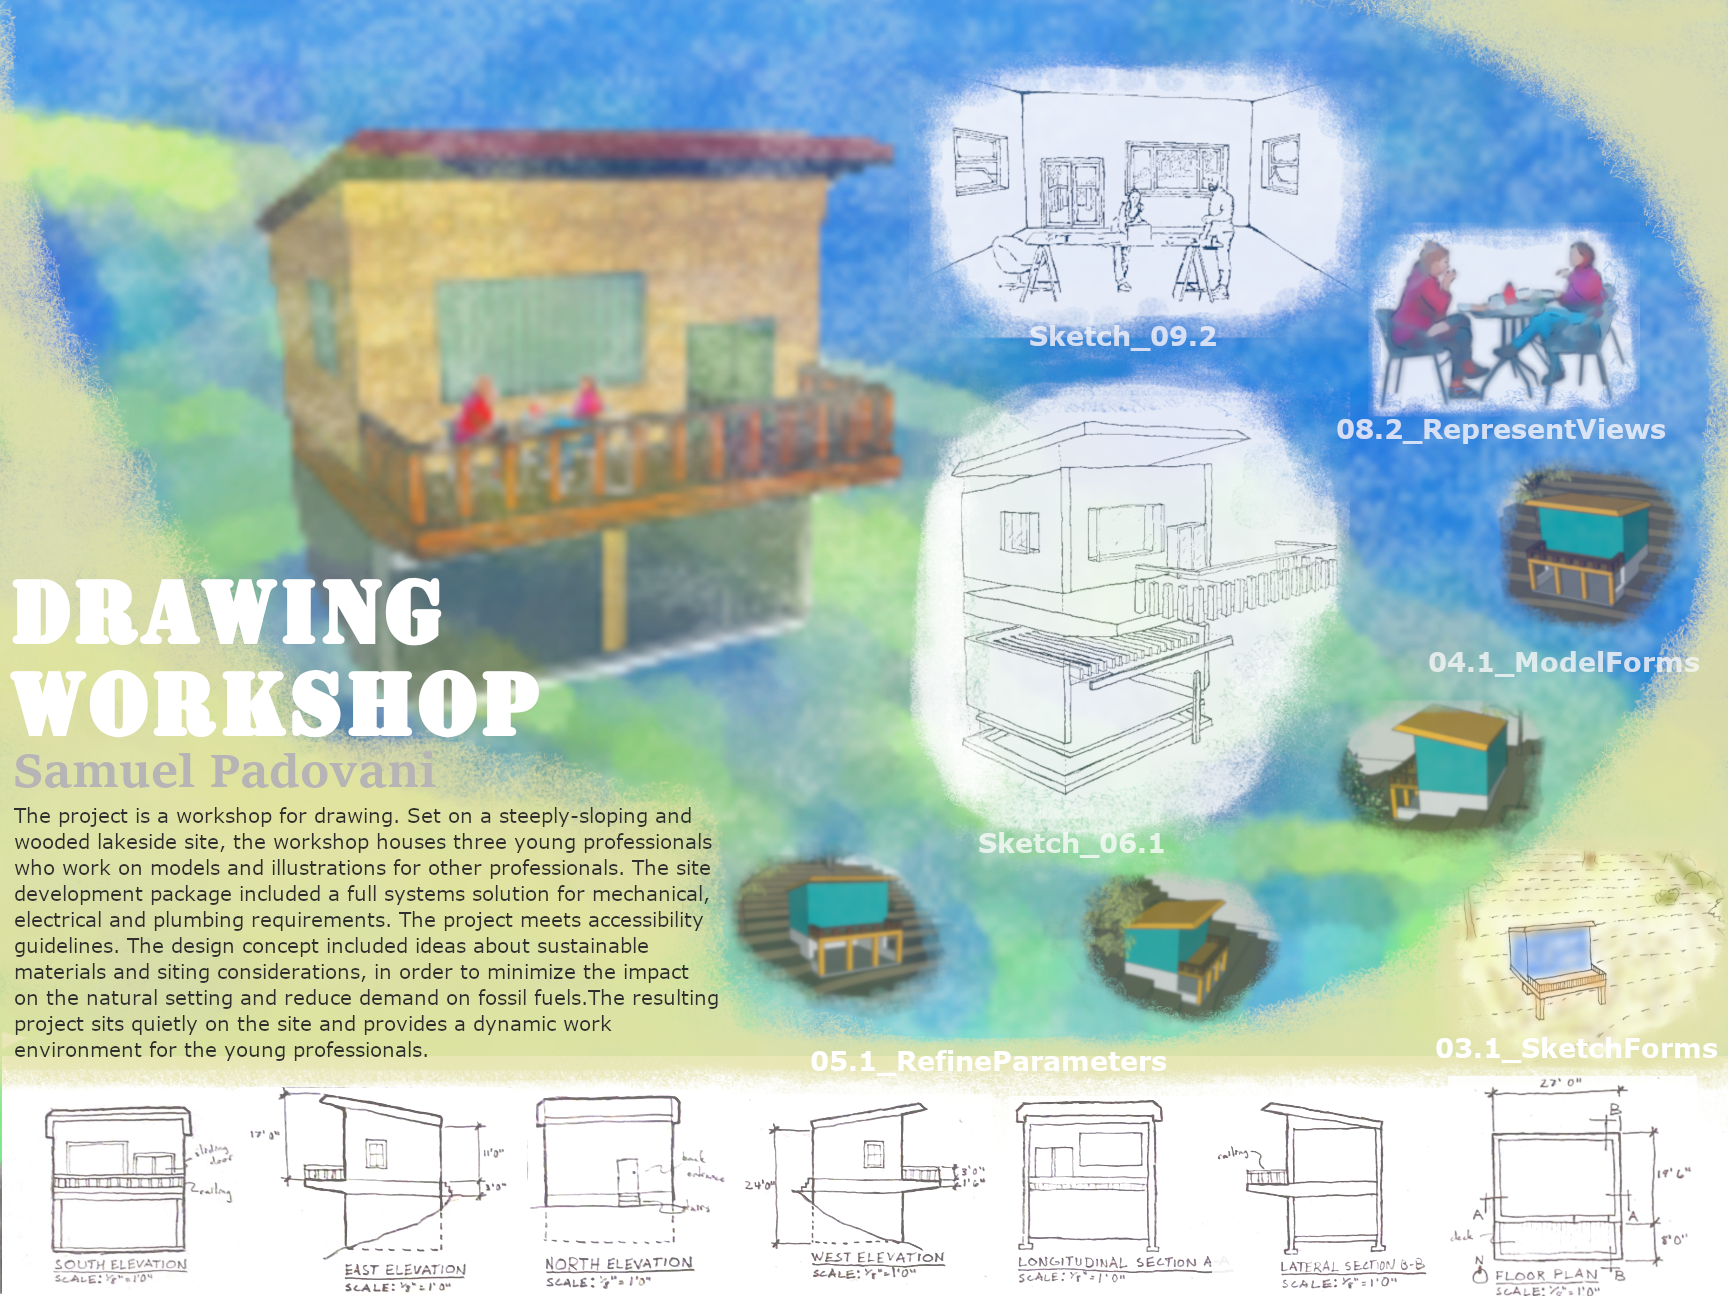 Sketch_09.2
08.2_RepresentViews
04.1_ModelForms
DRAWING
WORKSHOP
Samuel Padovani
The project is a workshop for drawing. Set on a steeply-sloping and
wooded lakeside site, the workshop houses three young professionals
who work on models and illustrations for other professionals. The site
development package included a full systems solution for mechanical,
electrical and plumbing requirements. The project meets accessibility
guidelines. The design concept included ideas about sustainable
materials and siting considerations, in order to minimize the impact
on the natural setting and reduce demand on fossil fuels.The resulting
project sits quietly on the site and provides a dynamic work
environment for the young professionals.
Sketch_06.1
05.1_RefineParameters
03.1_SketchForms
sliding
door
railing
SOUTH ELEVATION
SCALE: 1/8" = 1'0"
17'0"
11'0"
3'0"
EAST ELEVATION
SCALE: 1/8" = 1'0"
back
entrance
stairs
NORTH ELEVATION
SCALE: 1/8" = 1'0"
24'0"
3'0"
1'6"
WEST ELEVATION
SCALE: 1/8" = 1'0"
LONGITUDINAL SECTION A-A
SCALE: 1/8" = 1'0"
railing
LATERAL SECTION B-B
SCALE: 1/8" = 1'0"
27'0"
B
19'6"
A
A
deck
8'0"
N
B
FLOOR PLAN
SCALE: 1/8" = 1'0"